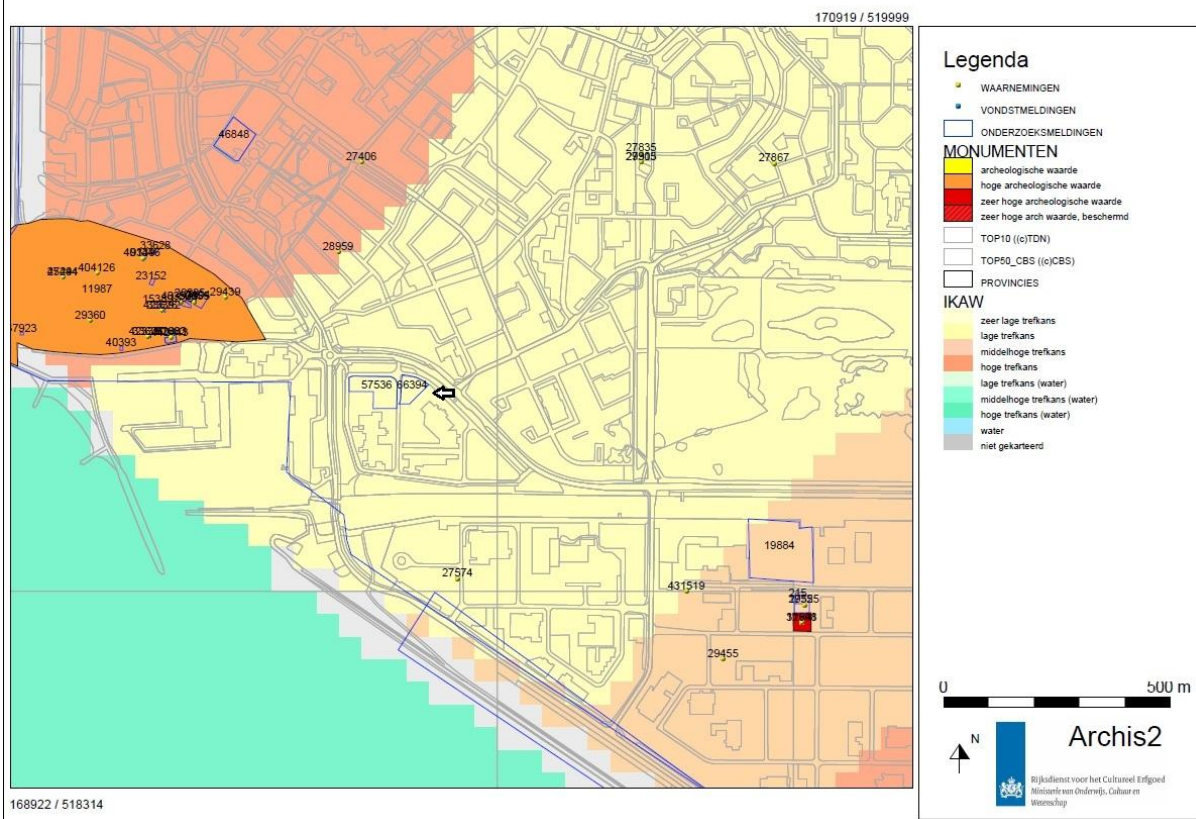 170919 / 519999
46848
27406
27835
27867
28959
33628
404126
23152
11987
29439
29360
40393
57536 66394
19884
27574
431519
29455
168922 / 518314
Legenda
WAARNEMINGEN
VONDSTMELDINGEN
ONDERZOEKSMELDINGEN
MONUMENTEN
archeologische waarde
hoge archeologische waarde
zeer hoge archeologische waarde
zeer hoge arch waarde, beschermd
TOP10 ((c)TDN)
TOP50_CBS ((c)CBS)
PROVINCIES
IKAW
zeer lage trefkans
lage trefkans
middelhoge trefkans
hoge trefkans
lage trefkans (water)
middelhoge trefkans (water)
hoge trefkans (water)
water
niet gekarteerd
0 500 m
N
Archis2
Rijksdienst voor het Cultureel Erfgoed
Ministerie van Onderwijs, Cultuur en
Wetenschap